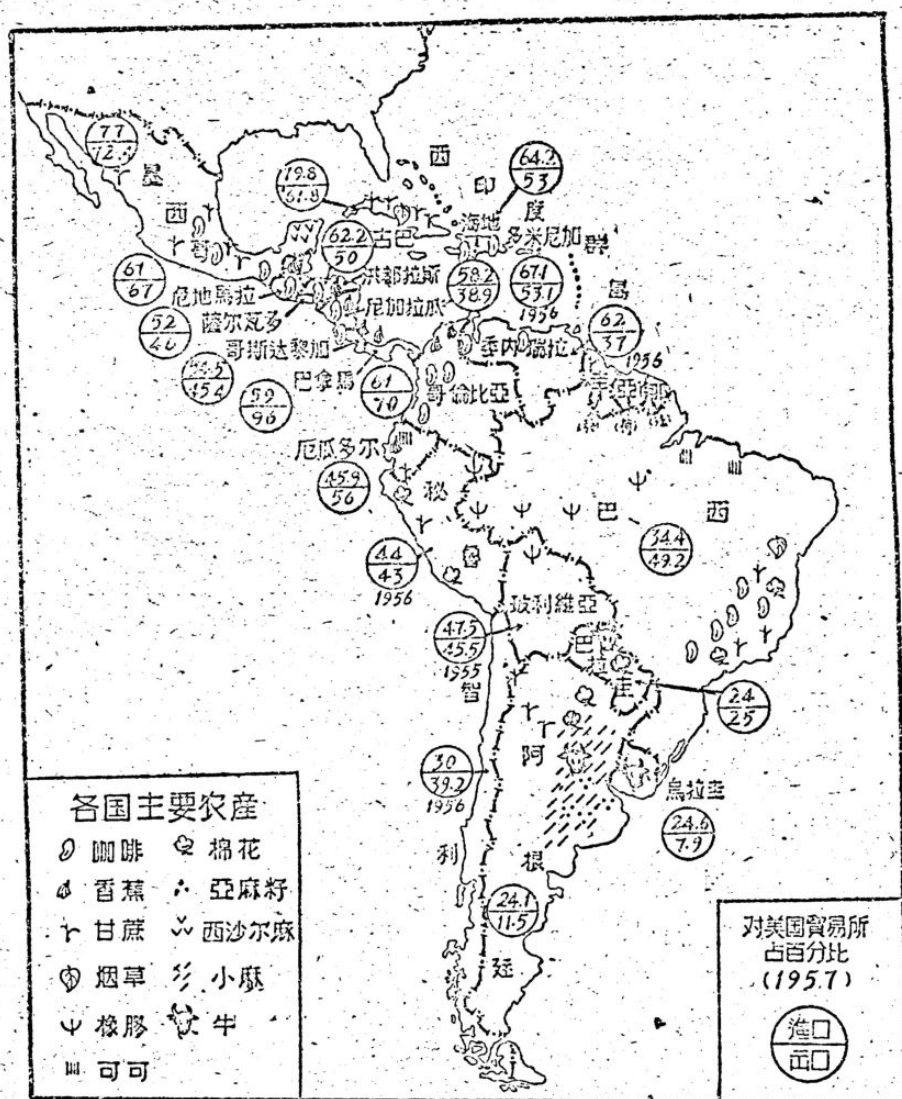 77
72
墨
西
哥
西
印
度
群
島
79.8
61.8
古巴
64.2
53
海地
多米尼加
62.2
50
58.2
38.9
67.1
53.1
1956
62
37
1956
61
67
危地馬拉
洪都拉斯
52
46
薩尔瓦多
尼加拉瓜
哥斯达黎加
45.4
巴拿馬
59
96
61
70
哥倫比亞
委內瑞拉
厄瓜多尔
45.9
56
秘
巴西
34.4
49.2
44
43
1956
玻利維亞
47.5
45.5
1955
巴
拉
圭
24
25
智
利
30
39.2
1956
阿
根
廷
24.1
11.5
烏拉圭
24.6
7.9
各国主要农産
咖啡 棉花
香蕉 亞麻籽
甘蔗 西沙尔麻
烟草 小麥
橡膠 牛
可可
对美国貿易所
占百分比
(1957)
進口
出口